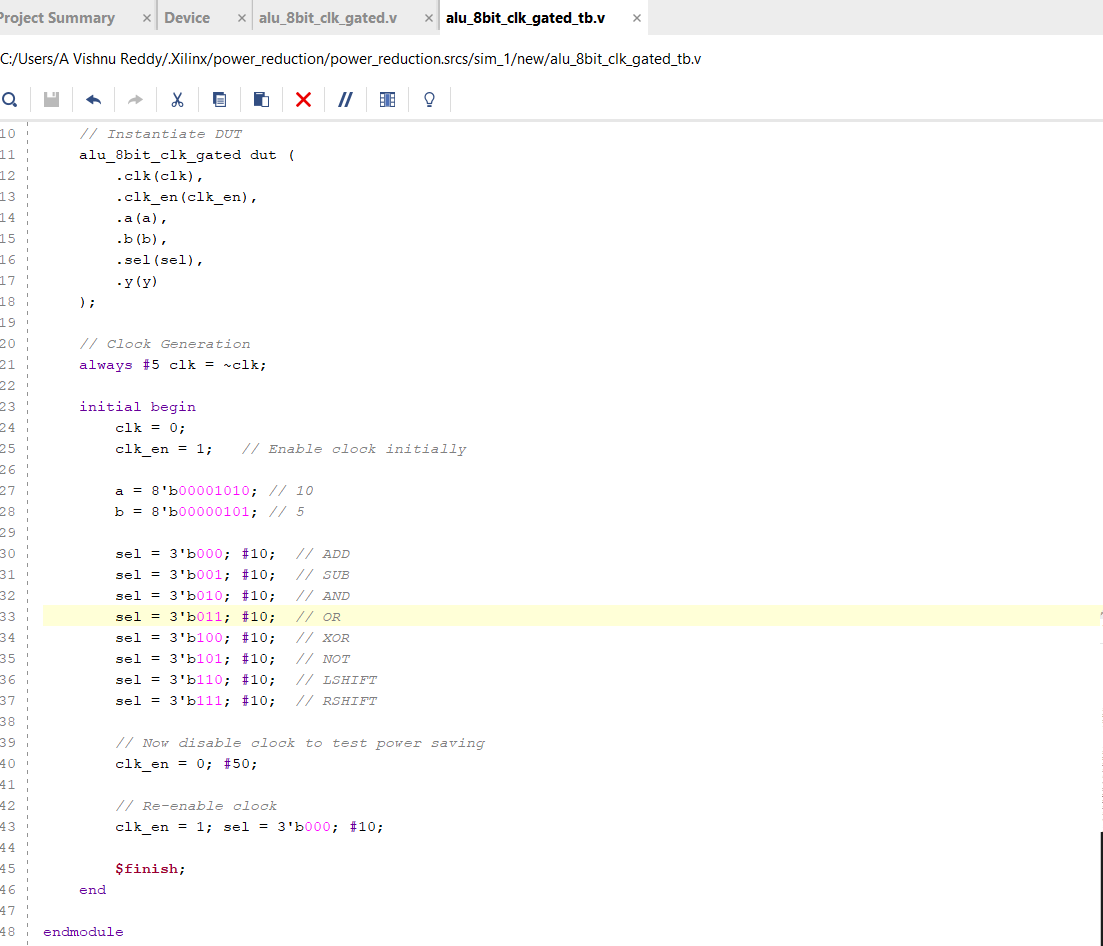 Project Summary × Device × alu_8bit_clk_gated.v × alu_8bit_clk_gated_tb.v ×
C:/Users/A Vishnu Reddy/.Xilinx/power_reduction/power_reduction.srcs/sim_1/new/alu_8bit_clk_gated_tb.v
10 // Instantiate DUT
11 alu_8bit_clk_gated dut (
12 .clk(clk),
13 .clk_en(clk_en),
14 .a(a),
15 .b(b),
16 .sel(sel),
17 .y(y)
18 );
19
20 // Clock Generation
21 always #5 clk = ~clk;
22
23 initial begin
24 clk = 0;
25 clk_en = 1; // Enable clock initially
26
27 a = 8'b00001010; // 10
28 b = 8'b00000101; // 5
29
30 sel = 3'b000; #10; // ADD
31 sel = 3'b001; #10; // SUB
32 sel = 3'b010; #10; // AND
33 sel = 3'b011; #10; // OR
34 sel = 3'b100; #10; // XOR
35 sel = 3'b101; #10; // NOT
36 sel = 3'b110; #10; // LSHIFT
37 sel = 3'b111; #10; // RSHIFT
38
39 // Now disable clock to test power saving
40 clk_en = 0; #50;
41
42 // Re-enable clock
43 clk_en = 1; sel = 3'b000; #10;
44
45 $finish;
46 end
47
48 endmodule